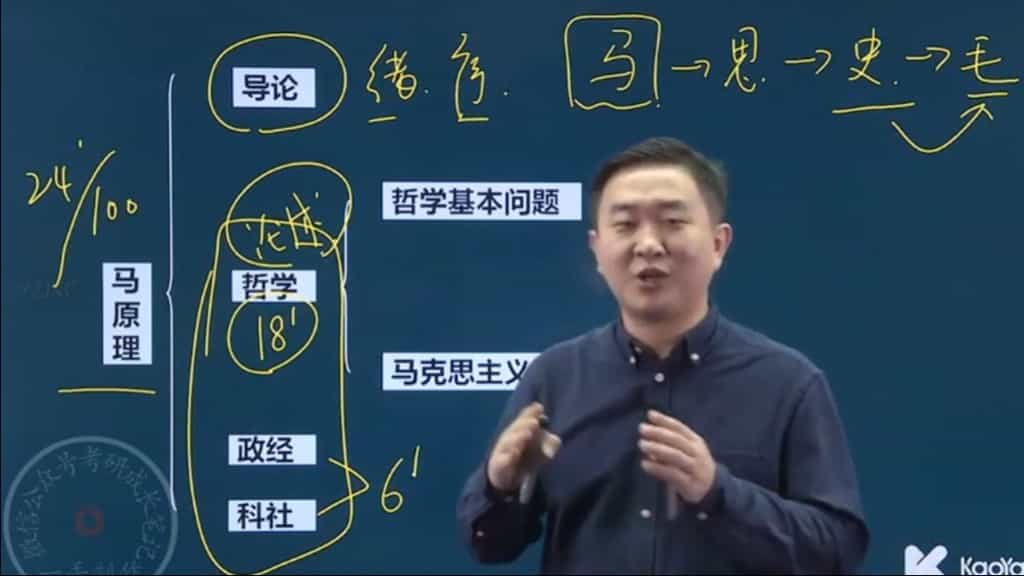 导论
绪.
序.
马.→思.→史.→毛
24'/100
哲学基本问题
论述
哲学
18'
马原理
马克思主义
政经
科社
6'
微信公众号考研成长笔记
KaoYa